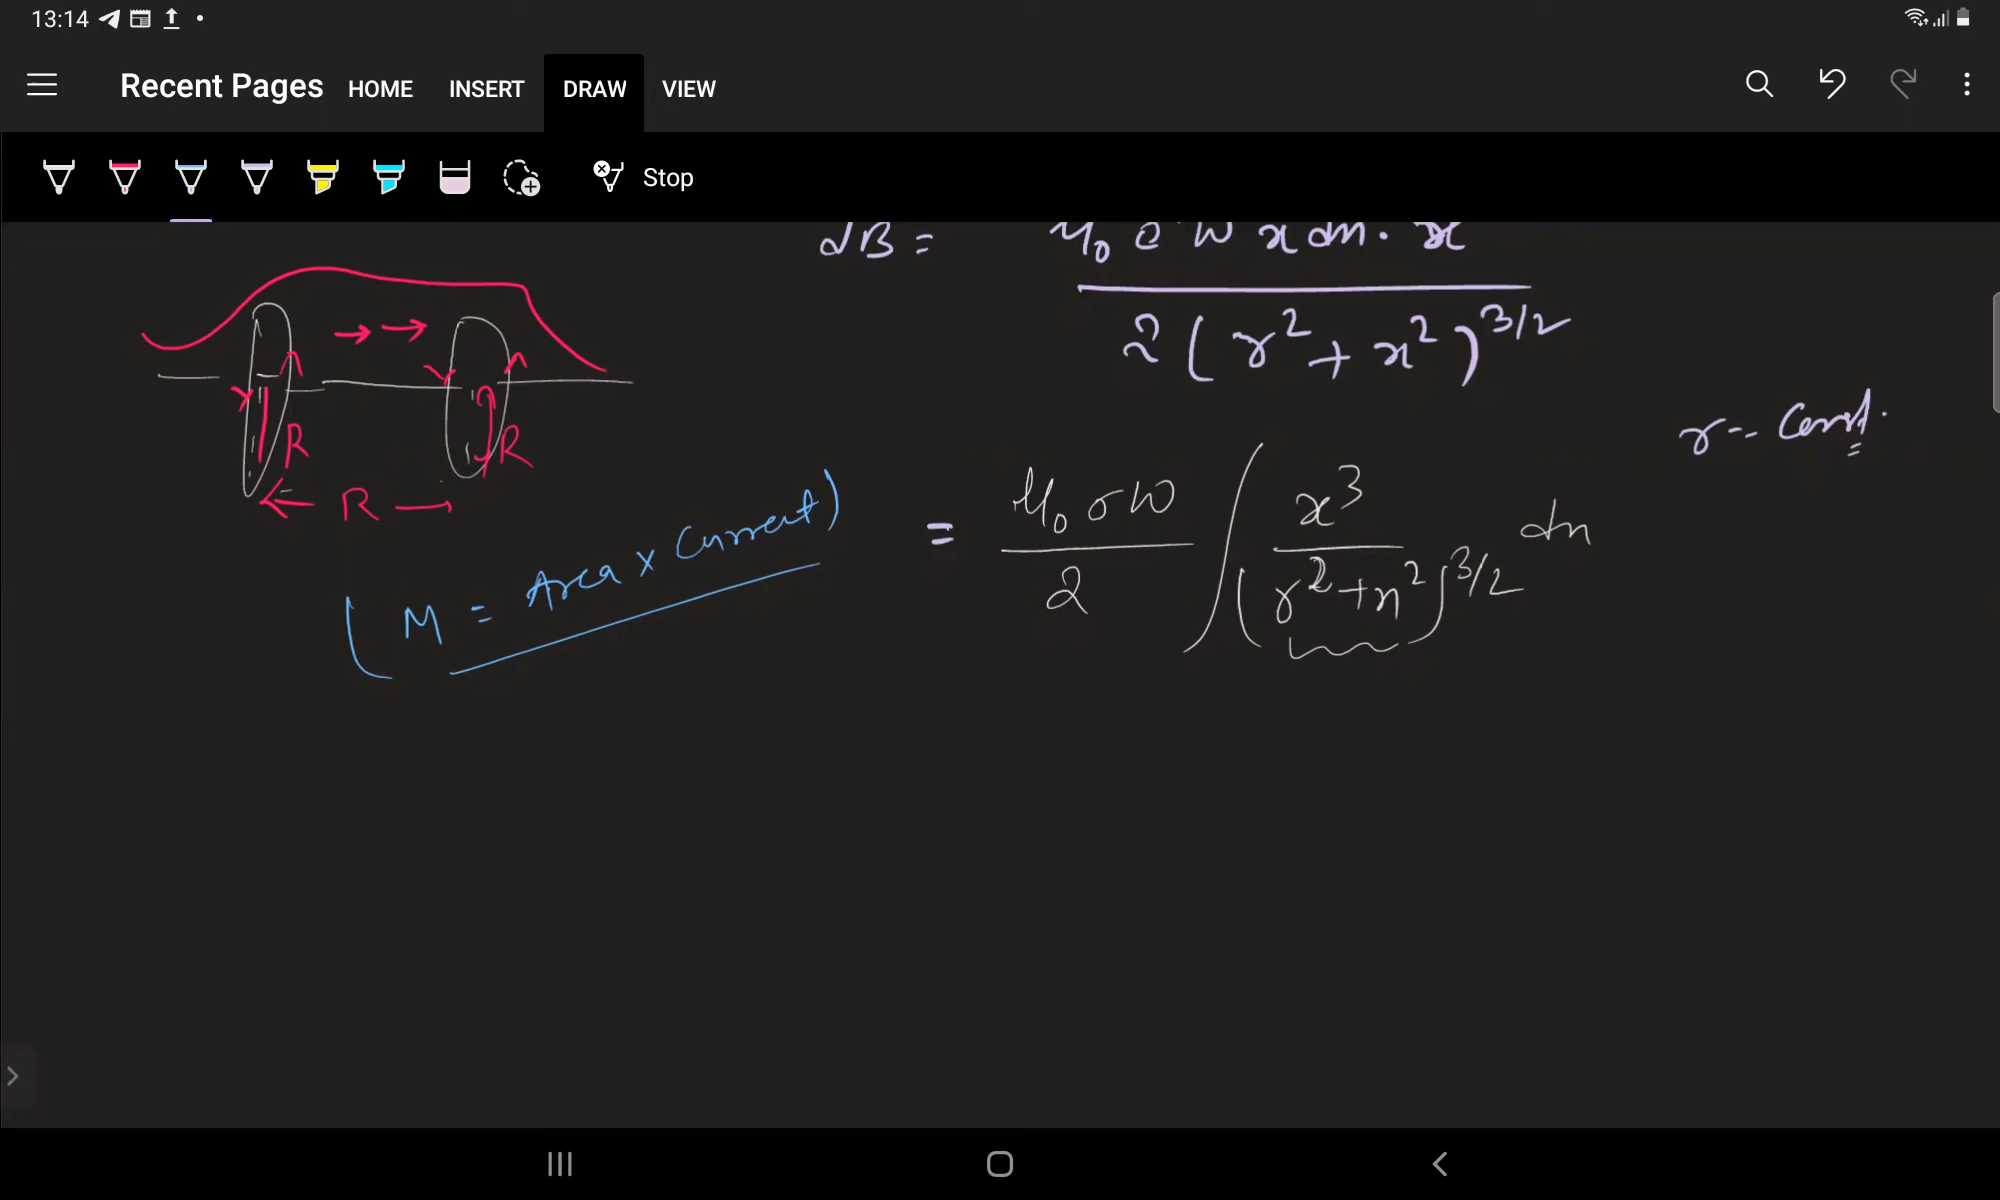 13:14
Recent Pages HOME INSERT DRAW VIEW
Stop
dB = μ₀ σ ω x dx . x
2 ( r² + x² )^3/2
r -- Const.
R R
R
( M = Area × Current )
= μ₀ σ ω / 2 ∫ x³ / ( r² + x² )^3/2 dx